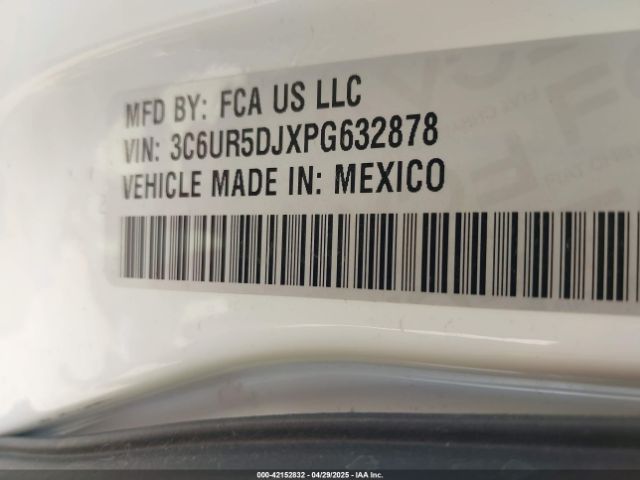 MFD BY: FCA US LLC
VIN: 3C6UR5DJXPG632878
VEHICLE MADE IN: MEXICO
000-42152832 04/29/2025 IAA Inc.